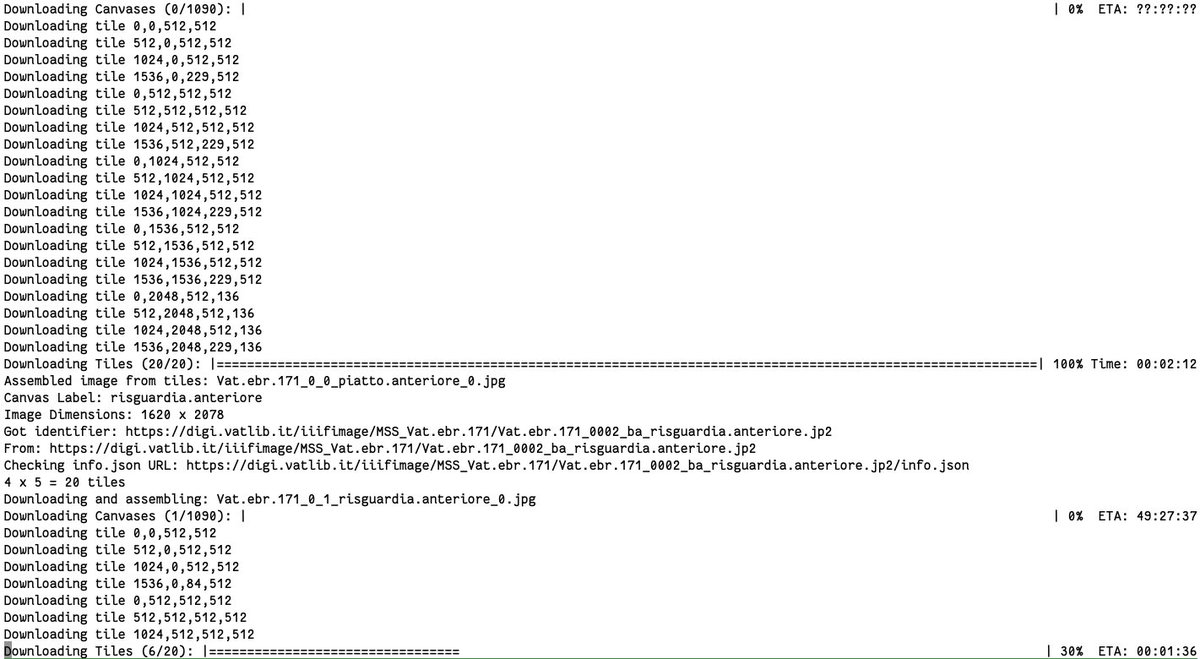 Downloading Canvases (0/1090): | | 0% ETA: ??:??:??
Downloading tile 0,0,512,512
Downloading tile 512,0,512,512
Downloading tile 1024,0,512,512
Downloading tile 1536,0,229,512
Downloading tile 0,512,512,512
Downloading tile 512,512,512,512
Downloading tile 1024,512,512,512
Downloading tile 1536,512,229,512
Downloading tile 0,1024,512,512
Downloading tile 512,1024,512,512
Downloading tile 1024,1024,512,512
Downloading tile 1536,1024,229,512
Downloading tile 0,1536,512,512
Downloading tile 512,1536,512,512
Downloading tile 1024,1536,512,512
Downloading tile 1536,1536,229,512
Downloading tile 0,2048,512,136
Downloading tile 512,2048,512,136
Downloading tile 1024,2048,512,136
Downloading tile 1536,2048,229,136
Downloading Tiles (20/20): |============================================================================================================| 100% Time: 00:02:12
Assembled image from tiles: Vat.ebr.171_0_0_piatto.anteriore_0.jpg
Canvas Label: risguardia.anteriore
Image Dimensions: 1620 x 2078
Got identifier: https://digi.vatlib.it/iiifimage/MSS_Vat.ebr.171/Vat.ebr.171_0002_ba_risguardia.anteriore.jp2
From: https://digi.vatlib.it/iiifimage/MSS_Vat.ebr.171/Vat.ebr.171_0002_ba_risguardia.anteriore.jp2
Checking info.json URL: https://digi.vatlib.it/iiifimage/MSS_Vat.ebr.171/Vat.ebr.171_0002_ba_risguardia.anteriore.jp2/info.json
4 x 5 = 20 tiles
Downloading and assembling: Vat.ebr.171_0_1_risguardia.anteriore_0.jpg
Downloading Canvases (1/1090): | | 0% ETA: 49:27:37
Downloading tile 0,0,512,512
Downloading tile 512,0,512,512
Downloading tile 1024,0,512,512
Downloading tile 1536,0,84,512
Downloading tile 0,512,512,512
Downloading tile 512,512,512,512
Downloading tile 1024,512,512,512
Downloading Tiles (6/20): |================================= | 30% ETA: 00:01:36